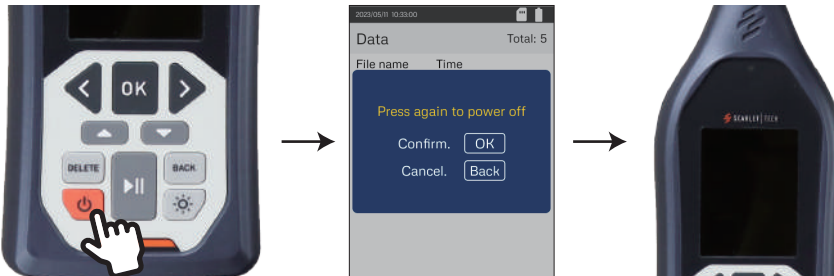 OK
DELETE
BACK
2023/05/11 10:33:00
Data Total: 5
File name Time
Press again to power off
Confirm. OK
Cancel. Back
SCARLET TECH